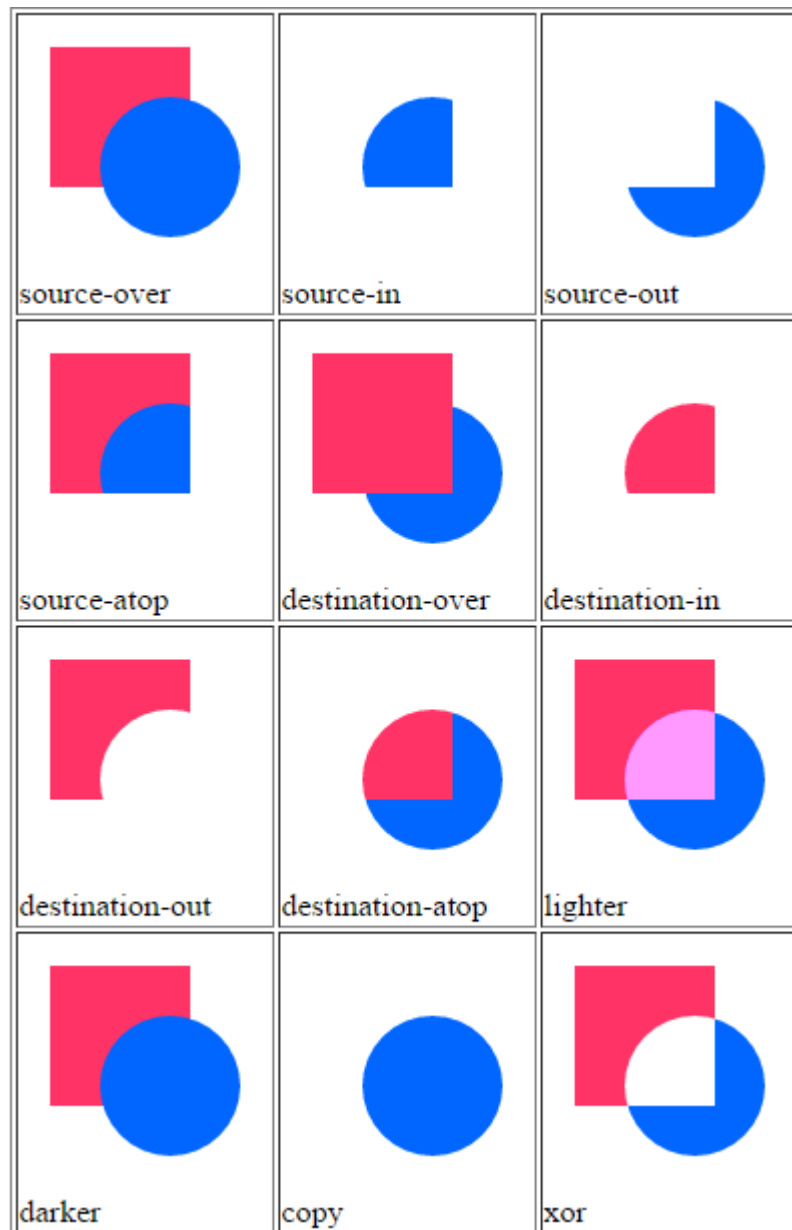 source-over
source-in
source-out
source-atop
destination-over
destination-in
destination-out
destination-atop
lighter
darker
copy
xor